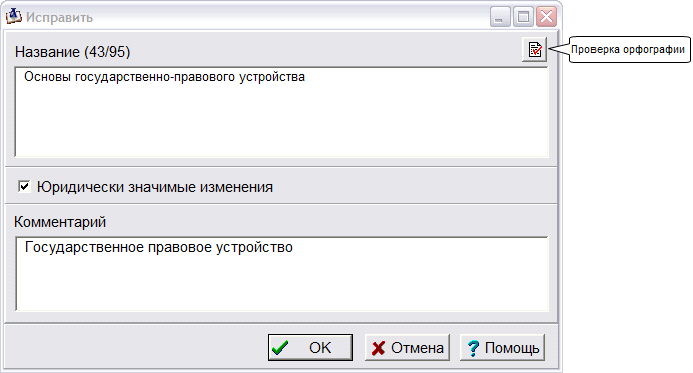 Исправить
Название (43/95)
Проверка орфографии
Основы государственно-правового устройства
Юридически значимые изменения
Комментарий
Государственное правовое устройство
OK
Отмена
? Помощь